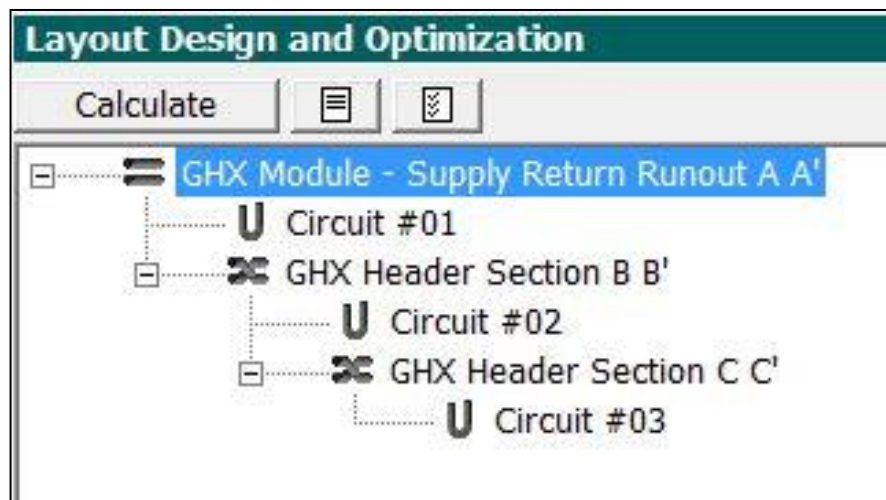 Layout Design and Optimization
Calculate
GHX Module - Supply Return Runout A A'
Circuit #01
GHX Header Section B B'
Circuit #02
GHX Header Section C C'
Circuit #03